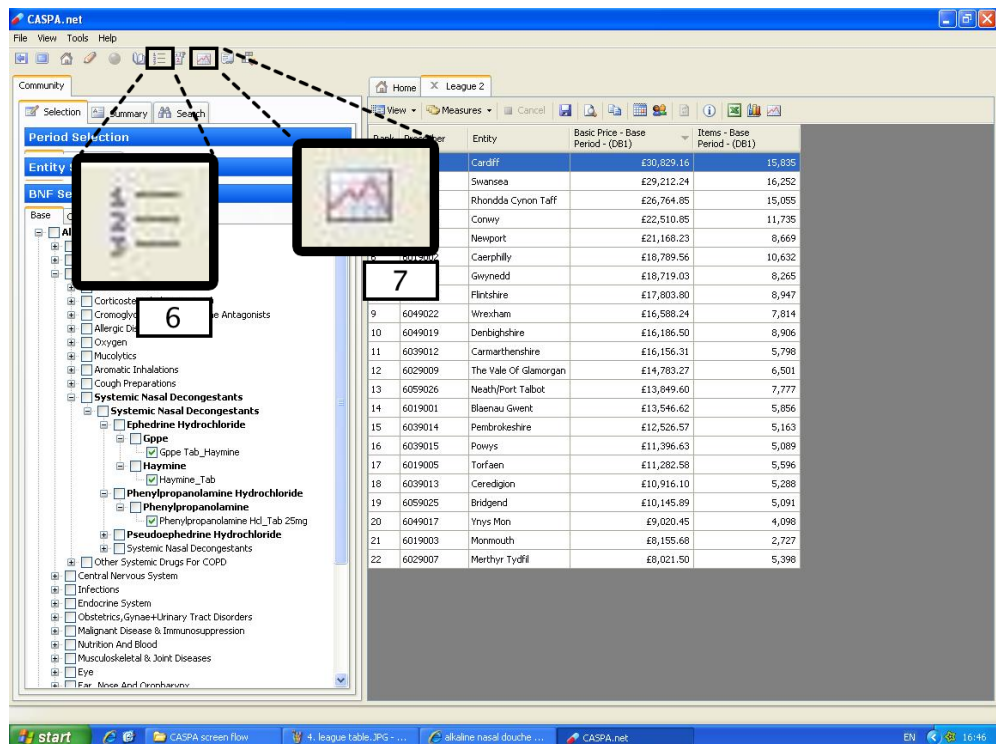 CASPA.net
File View Tools Help
Community
Home League 2
Selection Summary Search
View Measures Cancel
Period Selection
Entity
BNF Se
Base
Rank Prescriber Entity Basic Price - Base Period - (DB1) Items - Base Period - (DB1)
Cardiff £30,829.16 15,835
Swansea £29,212.24 16,252
Rhondda Cynon Taff £26,764.85 15,055
Conwy £22,510.85 11,735
Newport £21,168.23 8,669
Caerphilly £18,789.56 10,632
Gwynedd £18,719.03 8,265
Flintshire £17,803.80 8,947
9 6049022 Wrexham £16,588.24 7,814
10 6049019 Denbighshire £16,186.50 8,906
11 6039012 Carmarthenshire £16,156.31 5,798
12 6029009 The Vale Of Glamorgan £14,783.27 6,501
13 6059026 Neath/Port Talbot £13,849.60 7,777
14 6019001 Blaenau Gwent £13,546.62 5,856
15 6039014 Pembrokeshire £12,526.57 5,163
16 6039015 Powys £11,396.63 5,089
17 6019005 Torfaen £11,282.58 5,596
18 6039013 Ceredigion £10,916.10 5,288
19 6059025 Bridgend £10,145.89 5,091
20 6049017 Ynys Mon £9,020.45 4,098
21 6019003 Monmouth £8,155.68 2,727
22 6029007 Merthyr Tydfil £8,021.50 5,398
6
7
Corticoste
Cromogly e Antagonists
Allergic Dis
Oxygen
Mucolytics
Aromatic Inhalations
Cough Preparations
Systemic Nasal Decongestants
Systemic Nasal Decongestants
Ephedrine Hydrochloride
Gppe
Gppe Tab_Haymine
Haymine
Haymine_Tab
Phenylpropanolamine Hydrochloride
Phenylpropanolamine
Phenylpropanolamine Hcl_Tab 25mg
Pseudoephedrine Hydrochloride
Systemic Nasal Decongestants
Other Systemic Drugs For COPD
Central Nervous System
Infections
Endocrine System
Obstetrics,Gynae+Urinary Tract Disorders
Malignant Disease & Immunosuppression
Nutrition And Blood
Musculoskeletal & Joint Diseases
Eye
Ear, Nose And Oropharynx
start CASPA screen flow 4. league table.JPG - ... alkaline nasal douche ... CASPA.net EN 16:46